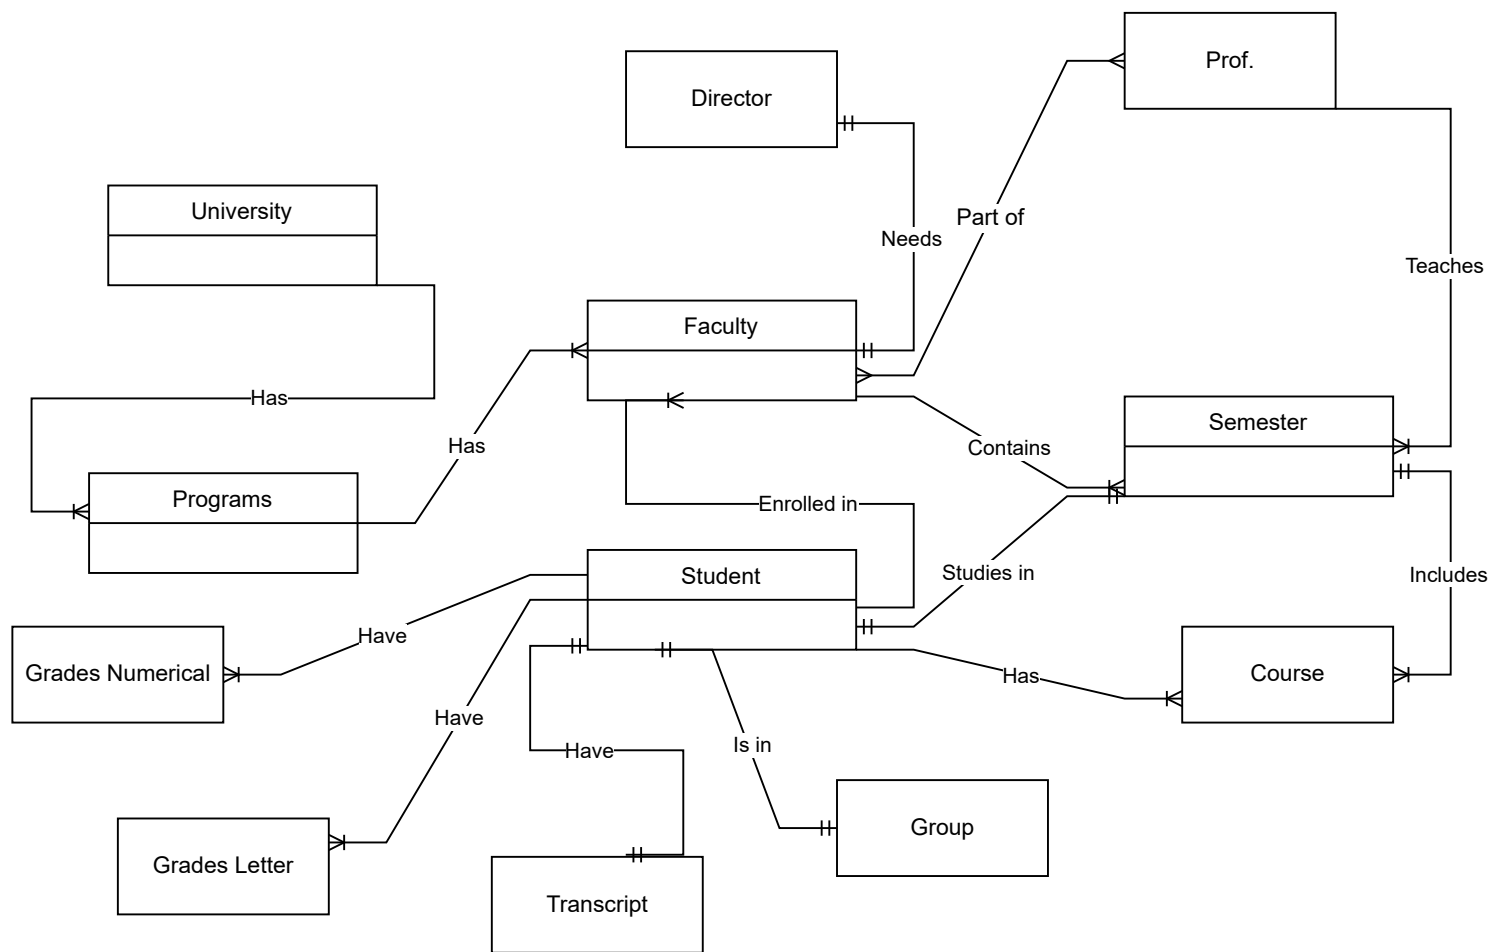 Prof.
Director
University
Part of
Needs
Teaches
Faculty
Has
Semester
Has
Contains
Programs
Enrolled in
Student
Studies in
Includes
Have
Grades Numerical
Has
Course
Have
Is in
Have
Group
Grades Letter
Transcript